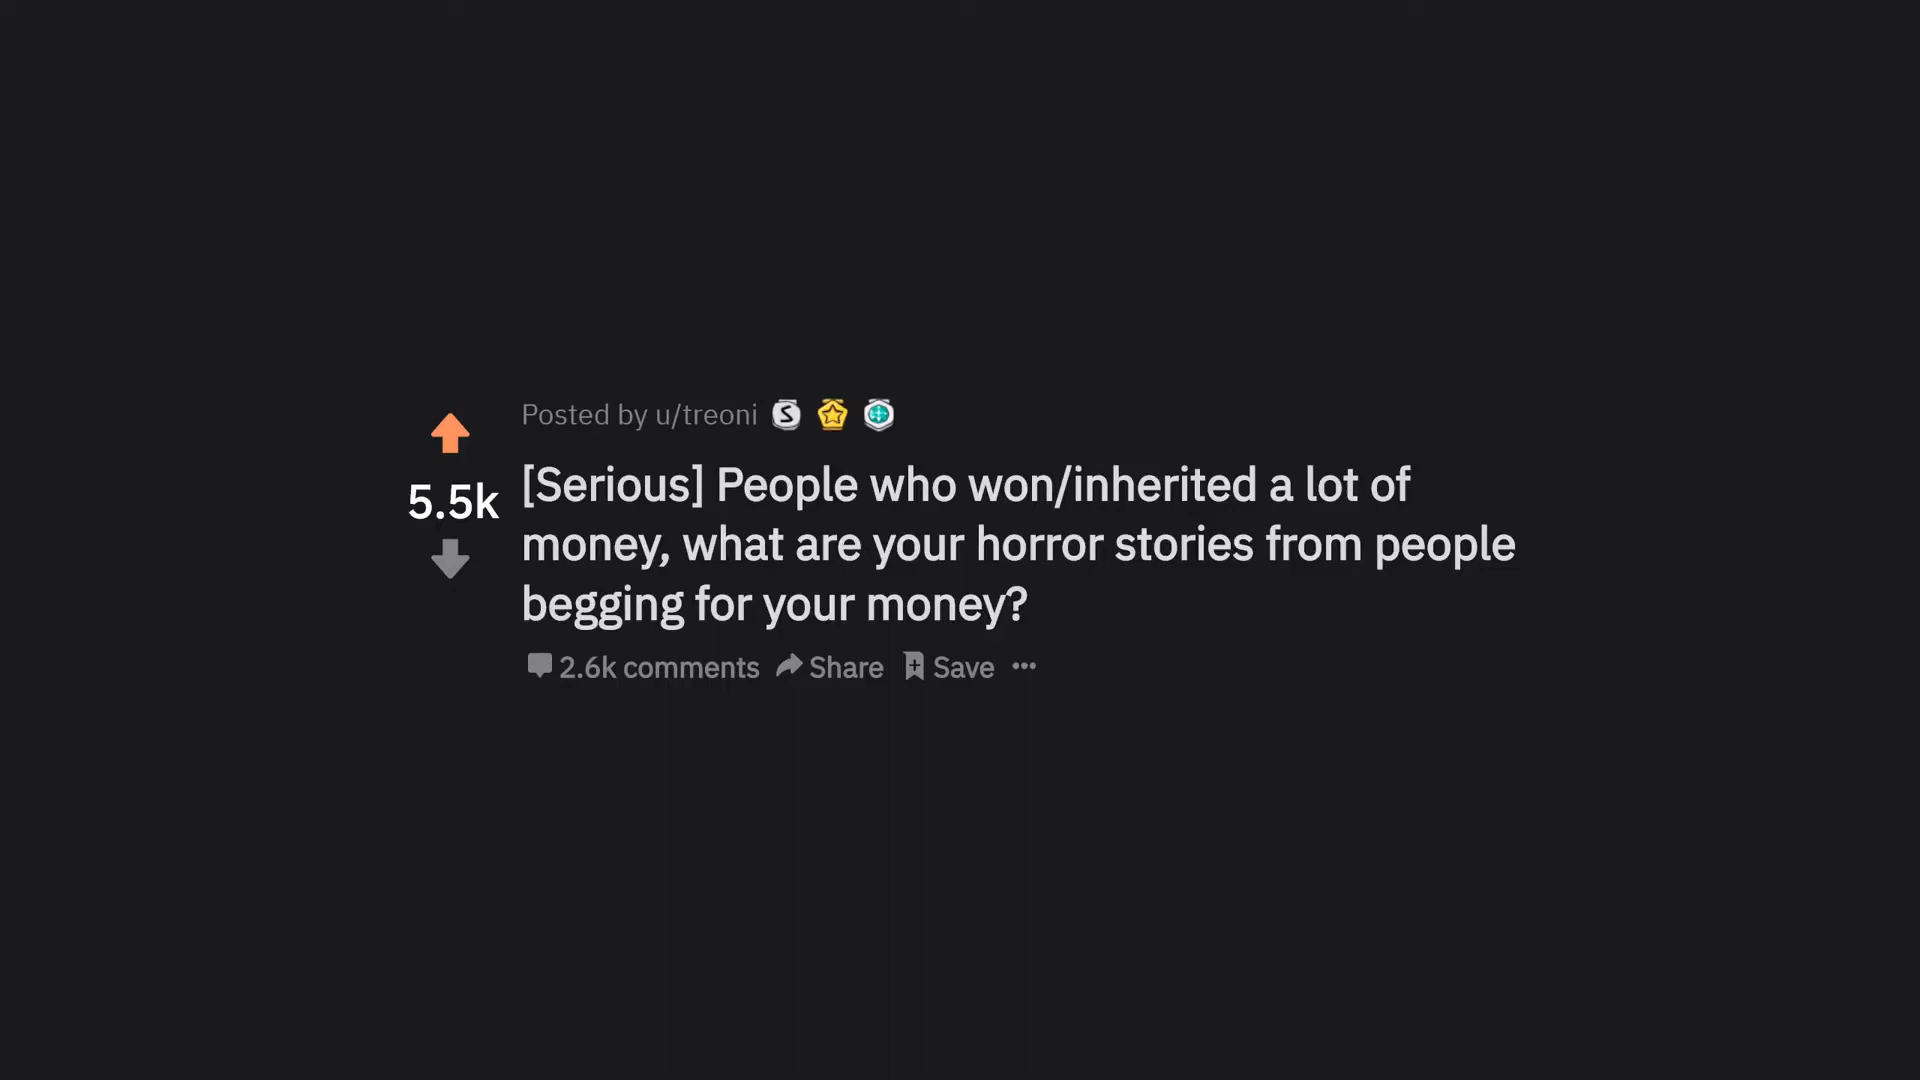 Posted by u/treoni
5.5k
[Serious] People who won/inherited a lot of
money, what are your horror stories from people
begging for your money?
2.6k comments Share Save ···